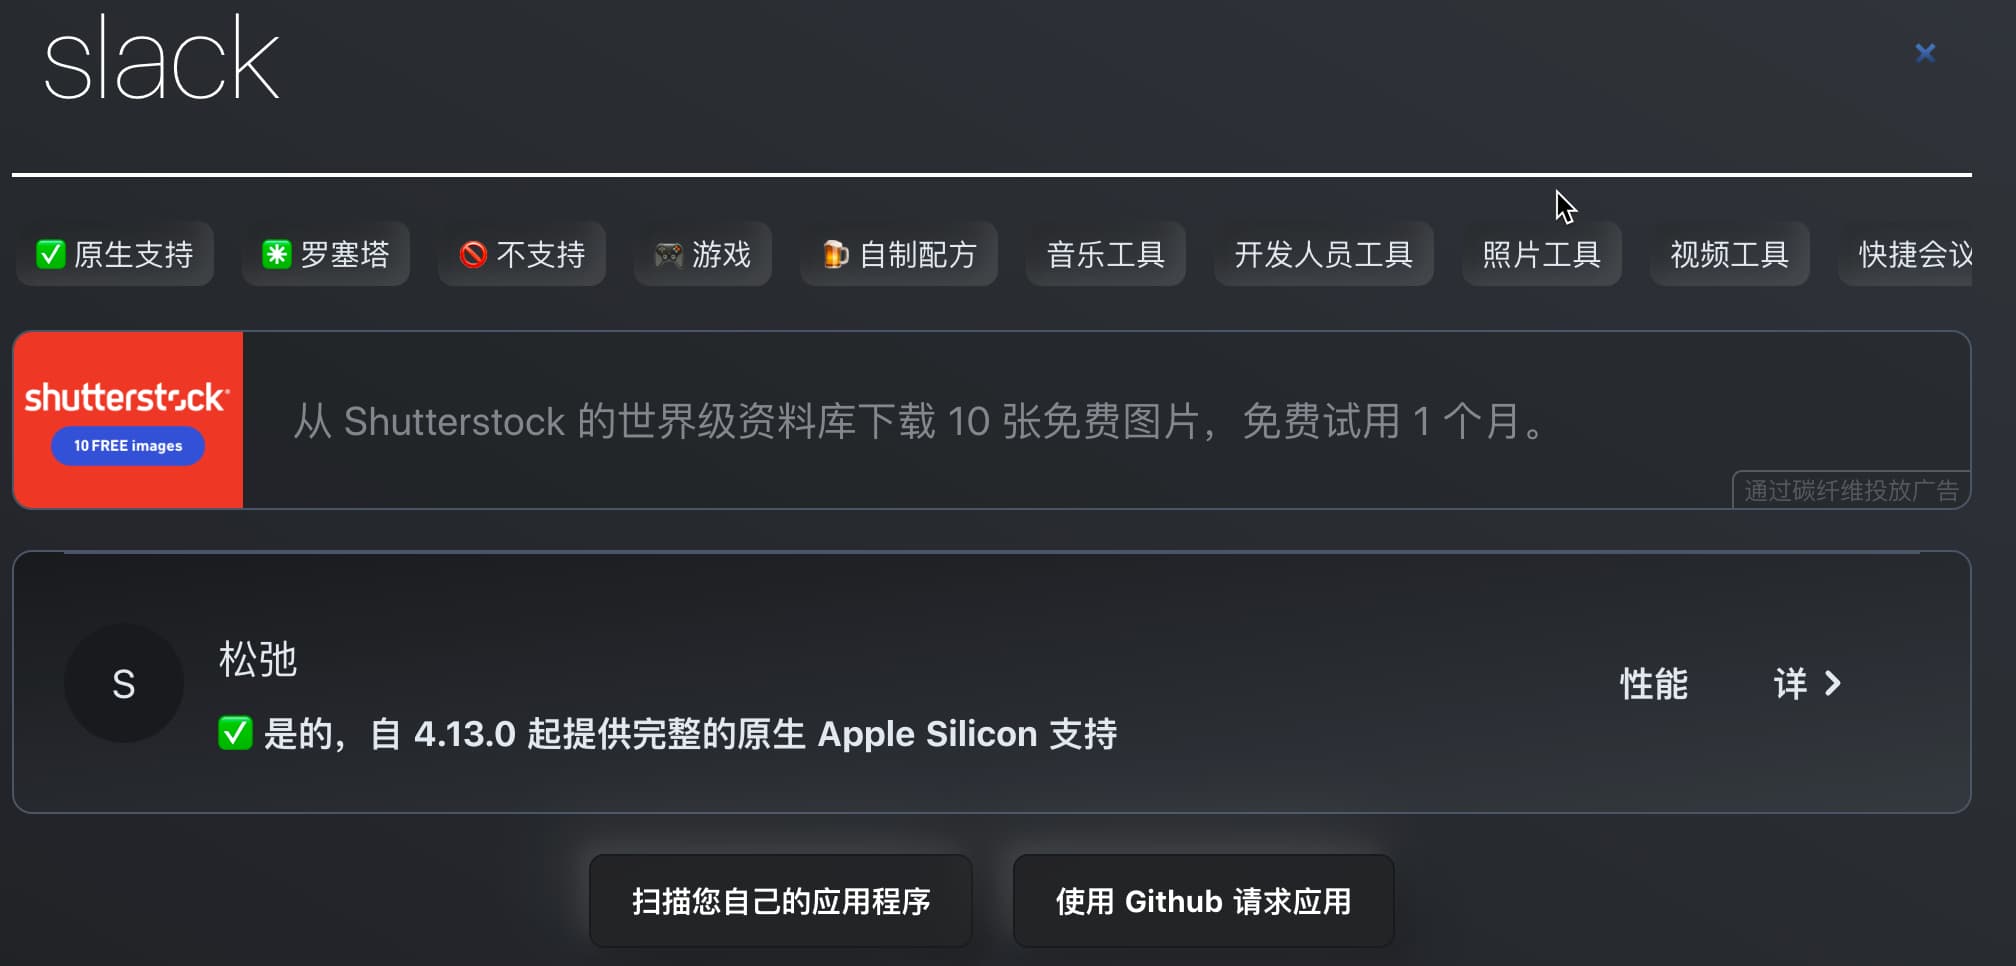 slack
✅ 原生支持 ✳️ 罗塞塔 🚫 不支持 🎮 游戏 🍺 自制配方 音乐工具 开发人员工具 照片工具 视频工具 快捷会议
shutterstock
10 FREE images
从 Shutterstock 的世界级资料库下载 10 张免费图片，免费试用 1 个月。
通过碳纤维投放广告
S
松弛
✅ 是的，自 4.13.0 起提供完整的原生 Apple Silicon 支持
性能 详
扫描您自己的应用程序 使用 Github 请求应用